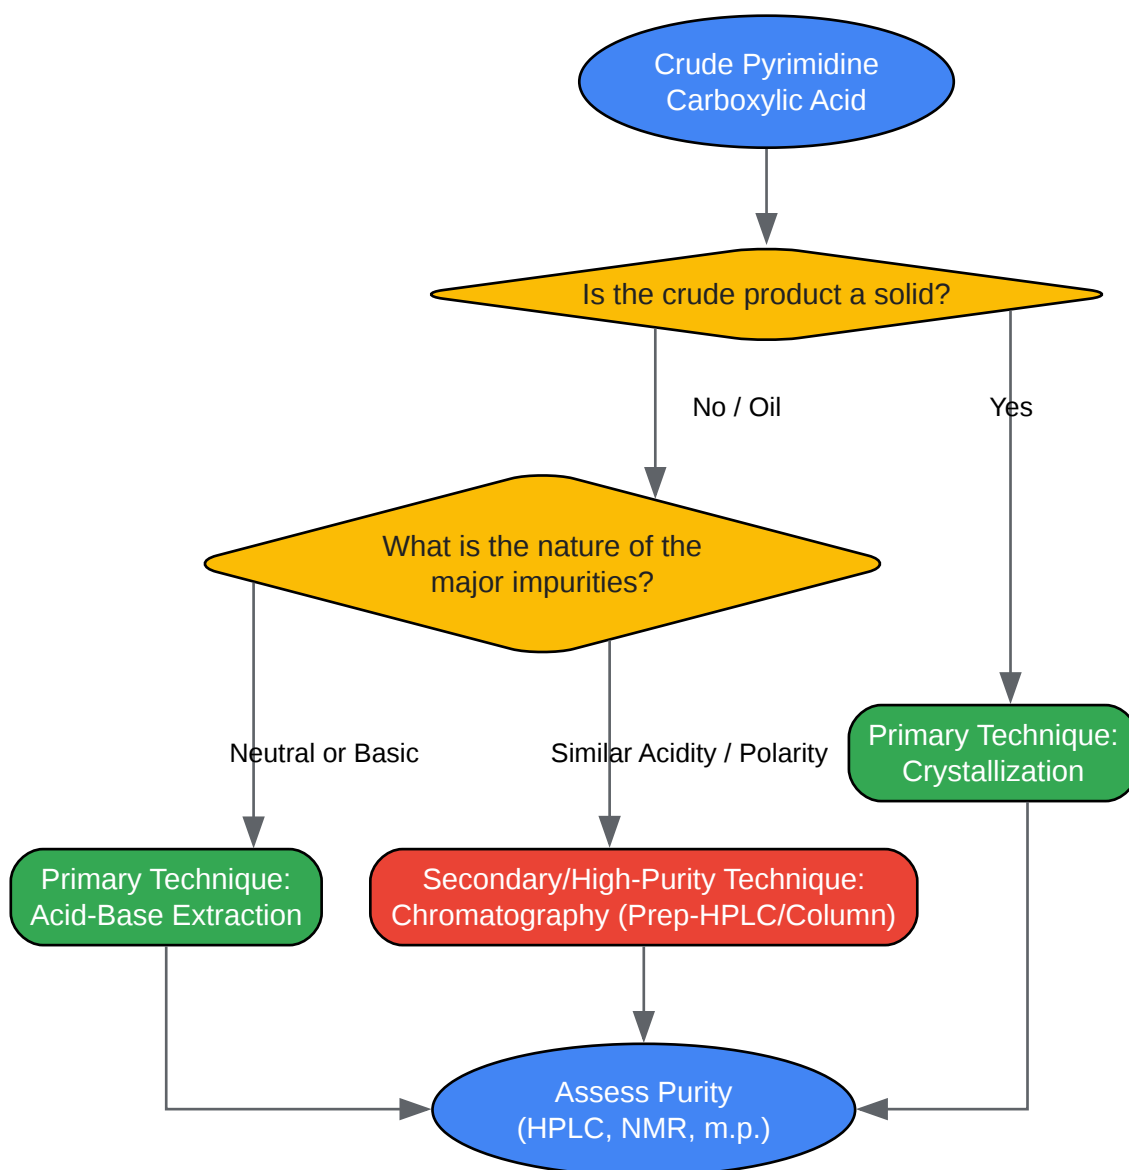 Crude Pyrimidine
Carboxylic Acid
Is the crude product a solid?
No / Oil
Yes
What is the nature of the
major impurities?
Neutral or Basic
Similar Acidity / Polarity
Primary Technique:
Crystallization
Primary Technique:
Acid-Base Extraction
Secondary/High-Purity Technique:
Chromatography (Prep-HPLC/Column)
Assess Purity
(HPLC, NMR, m.p.)